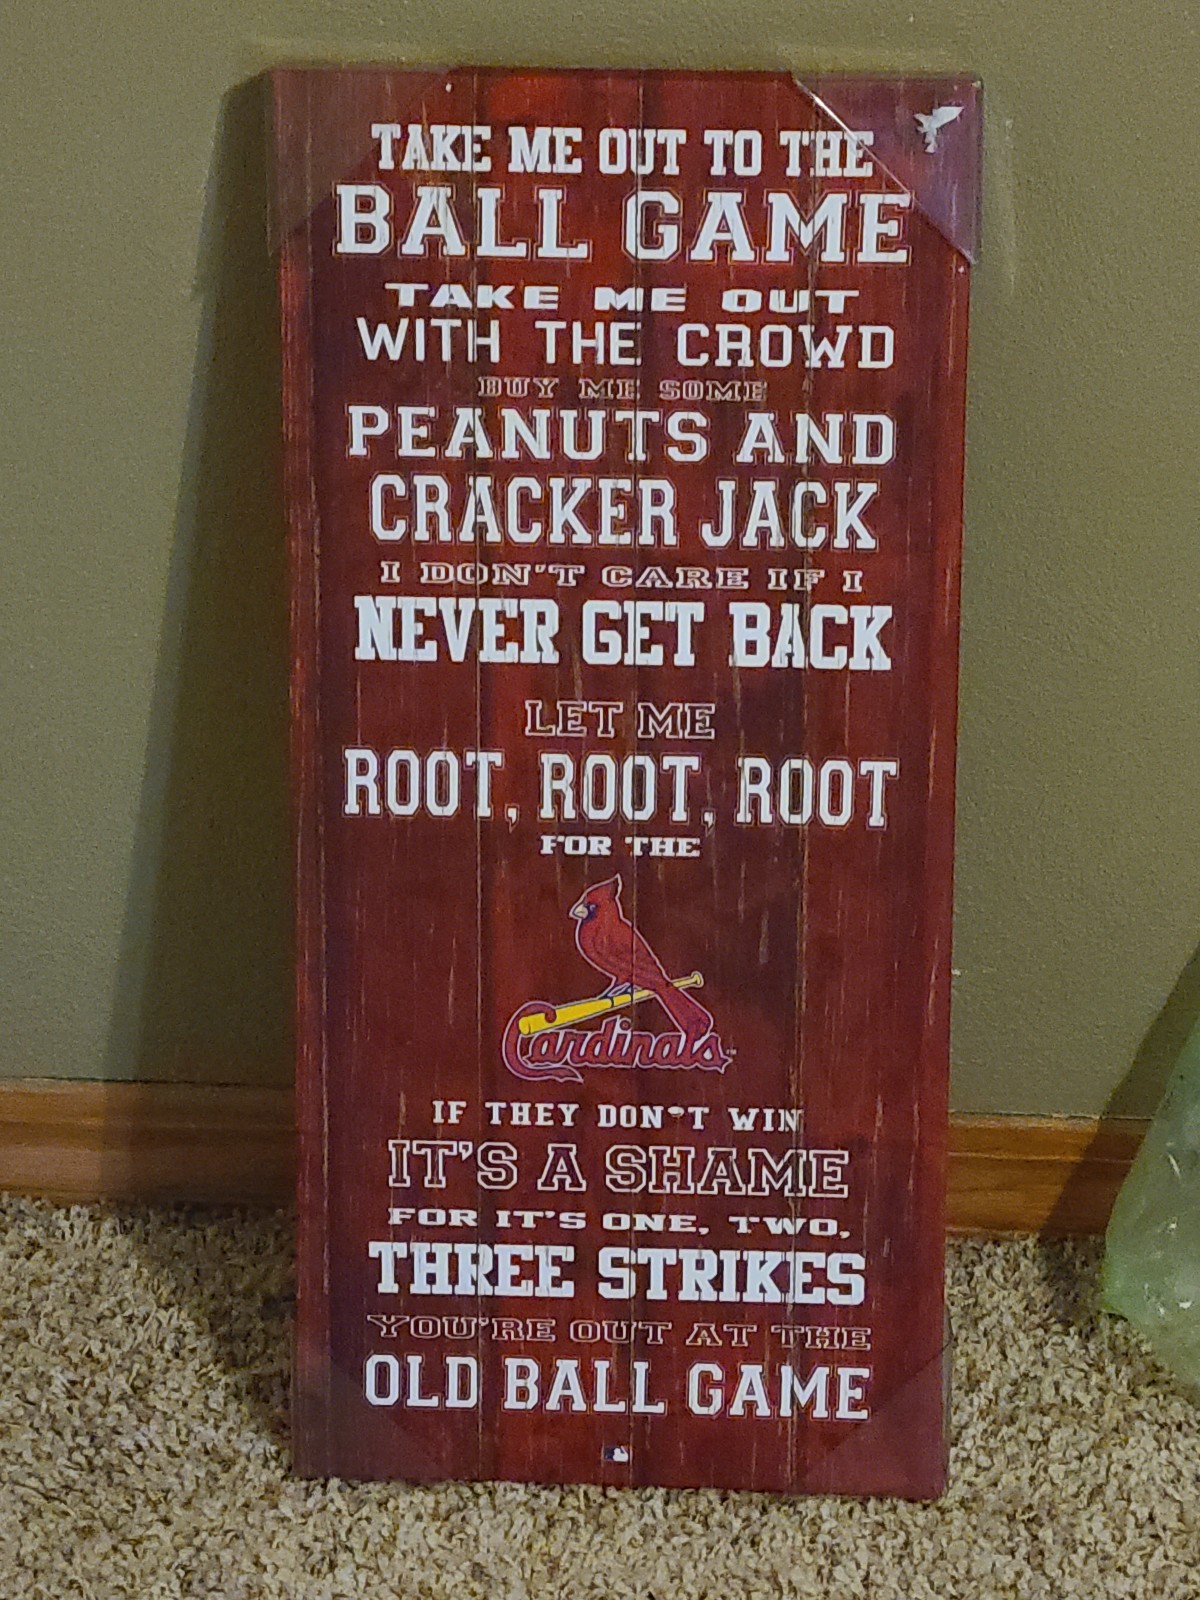 TAKE ME OUT TO THE
BALL GAME
TAKE ME OUT
WITH THE CROWD
BUY ME SOME
PEANUTS AND
CRACKER JACK
I DON'T CARE IF I
NEVER GET BACK
LET ME
ROOT, ROOT, ROOT
FOR THE
Cardinals™
IF THEY DON'T WIN
IT'S A SHAME
FOR IT'S ONE, TWO,
THREE STRIKES
YOU'RE OUT AT THE
OLD BALL GAME